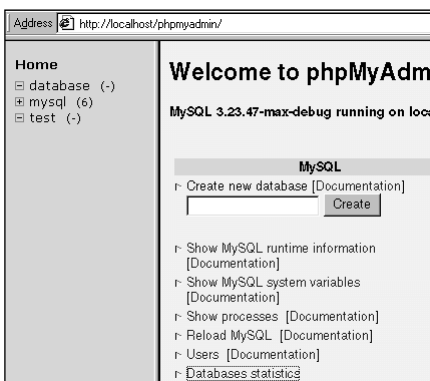 Address http://localhost/phpmyadmin/
Home
database (-)
mysql (6)
test (-)
Welcome to phpMyAdm
MySQL 3.23.47-max-debug running on loc
MySQL
Create new database [Documentation]
Create
Show MySQL runtime information
[Documentation]
Show MySQL system variables
[Documentation]
Show processes [Documentation]
Reload MySQL [Documentation]
Users [Documentation]
Databases statistics